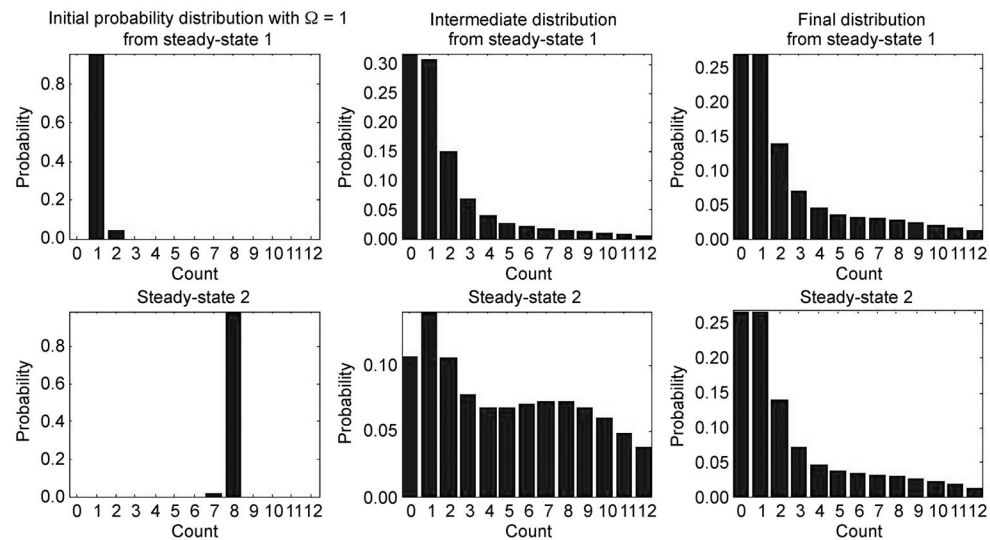 Initial probability distribution with Ω = 1
from steady-state 1
Probability
0.8
0.6
0.4
0.2
0.0
0 1 2 3 4 5 6 7 8 9 10 11 12
Count
Intermediate distribution
from steady-state 1
Probability
0.30
0.25
0.20
0.15
0.10
0.05
0.00
0 1 2 3 4 5 6 7 8 9 10 11 12
Count
Final distribution
from steady-state 1
Probability
0.25
0.20
0.15
0.10
0.05
0.00
0 1 2 3 4 5 6 7 8 9 10 11 12
Count
Steady-state 2
Probability
0.8
0.6
0.4
0.2
0.0
0 1 2 3 4 5 6 7 8 9 10 11 12
Count
Steady-state 2
Probability
0.10
0.05
0.00
0 1 2 3 4 5 6 7 8 9 10 11 12
Count
Steady-state 2
Probability
0.25
0.20
0.15
0.10
0.05
0.00
0 1 2 3 4 5 6 7 8 9 10 11 12
Count